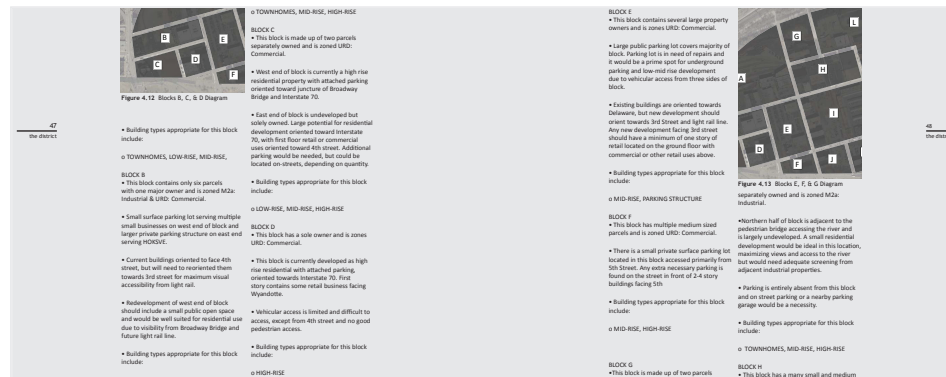 B
E
C
D
F
Figure 4.12 Blocks B, C, & D Diagram
47
the district
• Building types appropriate for this block
include:
o TOWNHOMES, LOW-RISE, MID-RISE,
BLOCK B
• This block contains only six parcels
with one major owner and is zoned M2a:
Industrial & URD: Commercial.
• Small surface parking lot serving multiple
small businesses on west end of block and
larger private parking structure on east end
serving HOKSVE.
• Current buildings oriented to face 4th
street, but will need to reoriented them
towards 3rd street for maximum visual
accessibility from light rail.
• Redevelopment of west end of block
should include a small public open space
and would be well suited for residential use
due to visibility from Broadway Bridge and
future light rail line.
• Building types appropriate for this block
include:
o TOWNHOMES, MID-RISE, HIGH-RISE
BLOCK C
• This block is made up of two parcels
separately owned and is zoned URD:
Commercial.
• West end of block is currently a high rise
residential property with attached parking
oriented toward juncture of Broadway
Bridge and Interstate 70.
• East end of block is undeveloped but
solely owned. Large potential for residential
development oriented toward Interstate
70, with first floor retail or commercial
uses oriented toward 4th street. Additional
parking would be needed, but could be
located on-streets, depending on quantity.
• Building types appropriate for this block
include:
o LOW-RISE, MID-RISE, HIGH-RISE
BLOCK D
• This block has a sole owner and is zones
URD: Commercial.
• This block is currently developed as high
rise residential with attached parking,
oriented towards Interstate 70. First
story contains some retail business facing
Wyandotte.
• Vehicular access is limited and difficult to
access, except from 4th street and no good
pedestrian access.
• Building types appropriate for this block
include:
o HIGH-RISE
BLOCK E
• This block contains several large property
owners and is zones URD: Commercial.
• Large public parking lot covers majority of
block. Parking lot is in need of repairs and
it would be a prime spot for underground
parking and low-mid rise development
due to vehicular access from three sides of
block.
• Existing buildings are oriented towards
Delaware, but new development should
orient towards 3rd Street and light rail line.
Any new development facing 3rd street
should have a minimum of one story of
retail located on the ground floor with
commercial or other retail uses above.
• Building types appropriate for this block
include:
o MID-RISE, PARKING STRUCTURE
BLOCK F
• This block has multiple medium sized
parcels and is zoned URD: Commercial.
• There is a small private surface parking lot
located in this block accessed primarily from
5th Street. Any extra necessary parking is
found on the street in front of 2-4 story
buildings facing 5th
• Building types appropriate for this block
include:
o MID-RISE, HIGH-RISE
BLOCK G
•This block is made up of two parcels
L
G
A
H
I
E
D
F
J
Figure 4.13 Blocks E, F, & G Diagram
separately owned and is zoned M2a:
Industrial.
•Northern half of block is adjacent to the
pedestrian bridge accessing the river and
is largely undeveloped. A small residential
development would be ideal in this location,
maximizing views and access to the river
but would need adequate screening from
adjacent industrial properties.
• Parking is entirely absent from this block
and on street parking or a nearby parking
garage would be a necessity.
• Building types appropriate for this block
include:
o TOWNHOMES, MID-RISE, HIGH-RISE
BLOCK H
• This block has a many small and medium
48
the dist